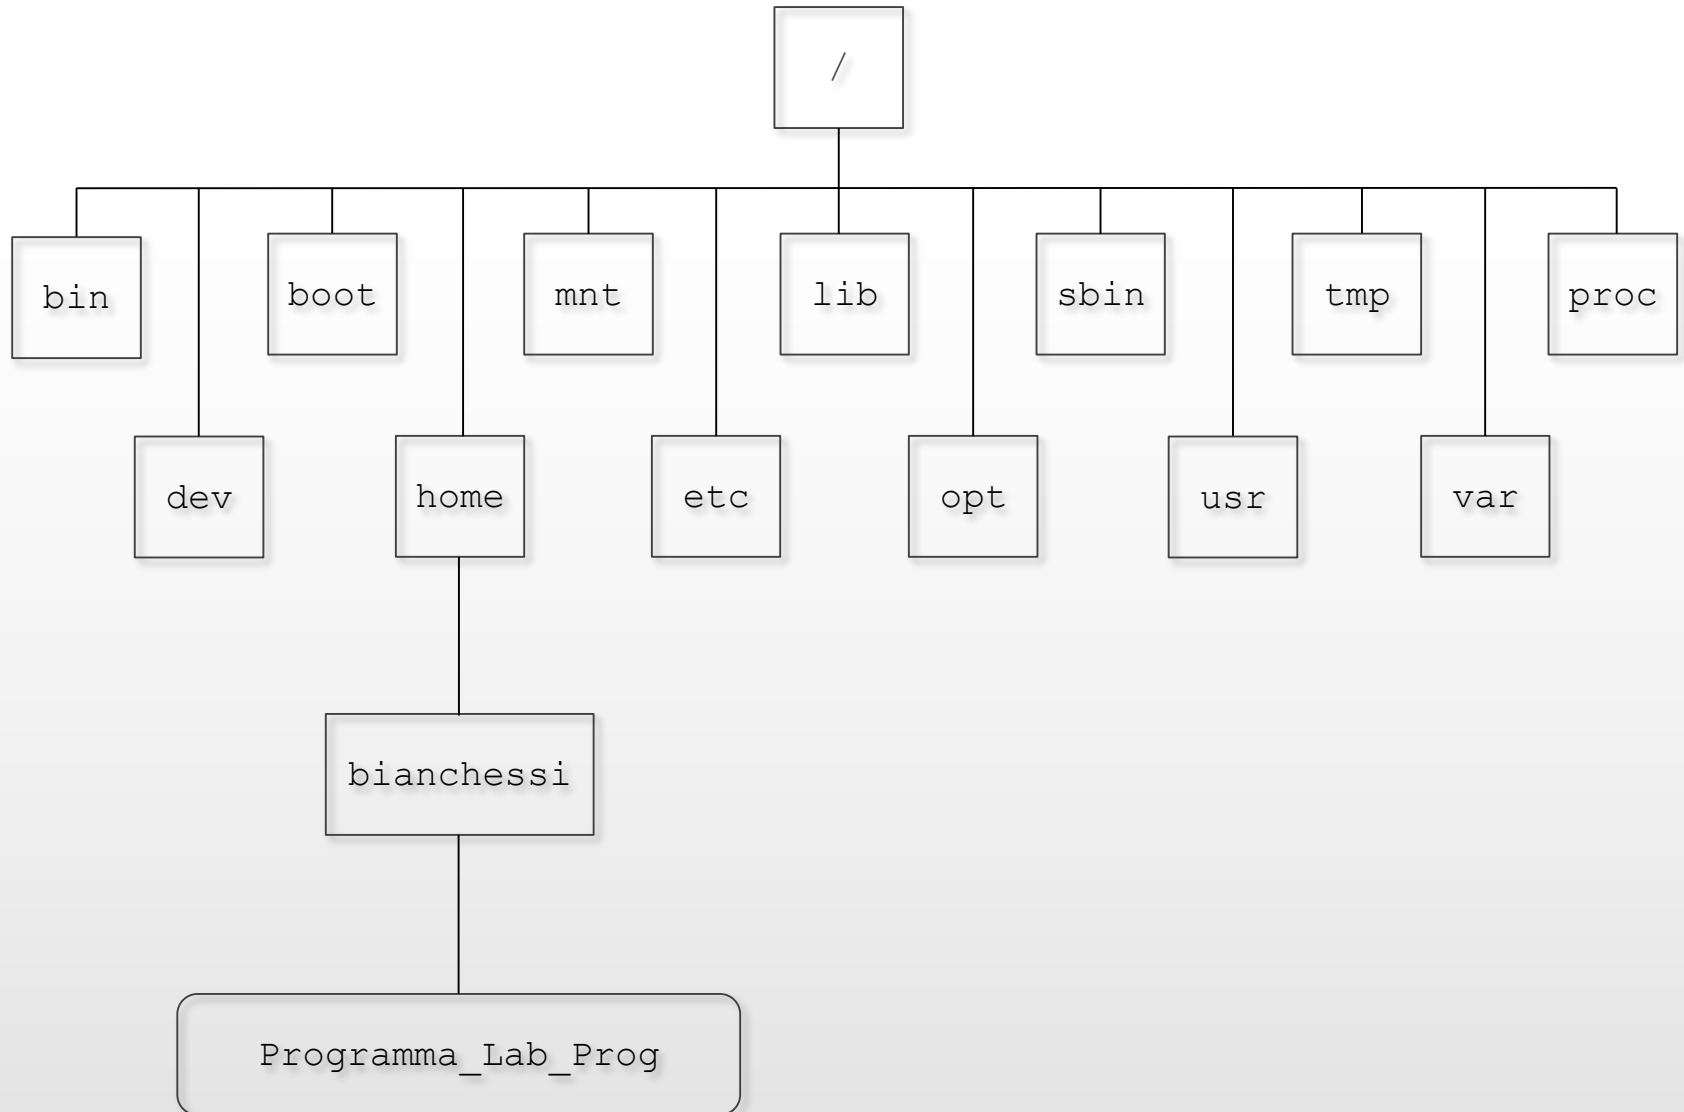 /
bin
boot
mnt
lib
sbin
tmp
proc
dev
home
etc
opt
usr
var
bianchessi
Programma_Lab_Prog